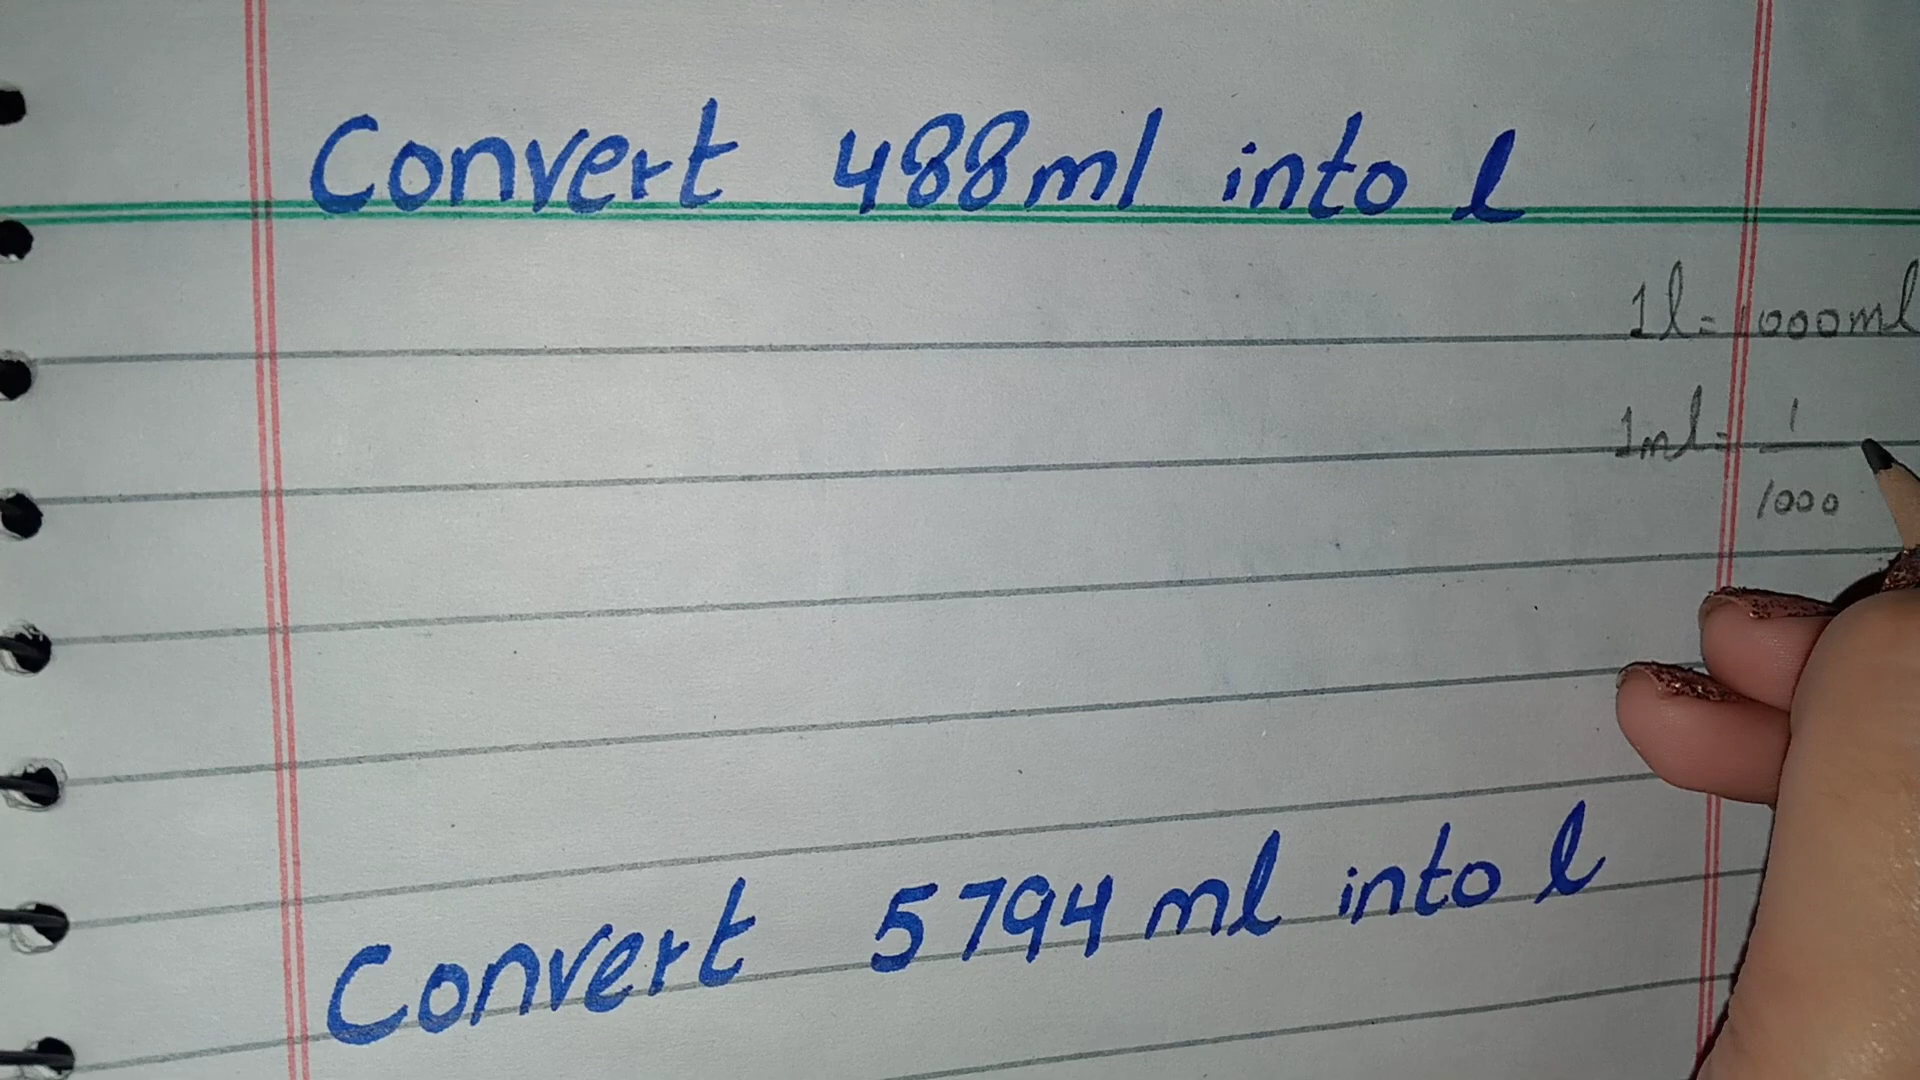 Convert 488ml into l
1l = 1000ml
1ml = 1
1000
Convert 5794 ml into l